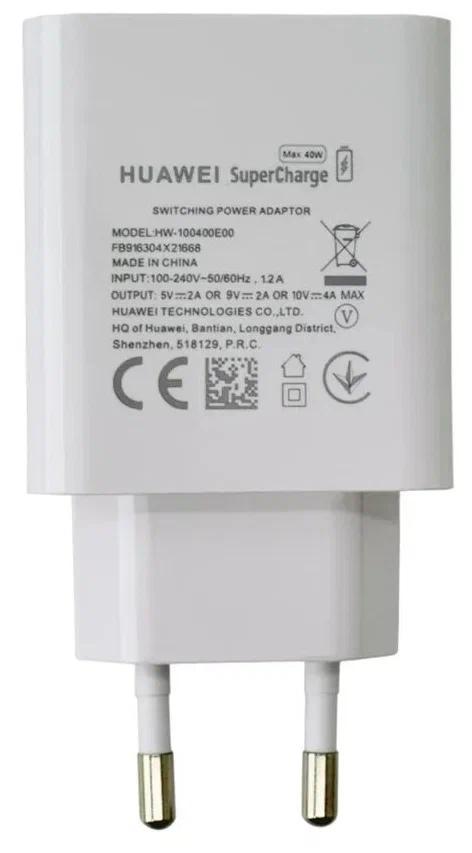 Max 40W
HUAWEI SuperCharge
SWITCHING POWER ADAPTOR
MODEL:HW-100400E00
FB916304X21668
MADE IN CHINA
INPUT:100-240V~50/60Hz, 1.2A
OUTPUT: 5V⎓2A OR 9V⎓2A OR 10V⎓4A MAX
HUAWEI TECHNOLOGIES CO.,LTD.
HQ of Huawei, Bantian, Longgang District,
Shenzhen, 518129, P.R.C.
V
CE